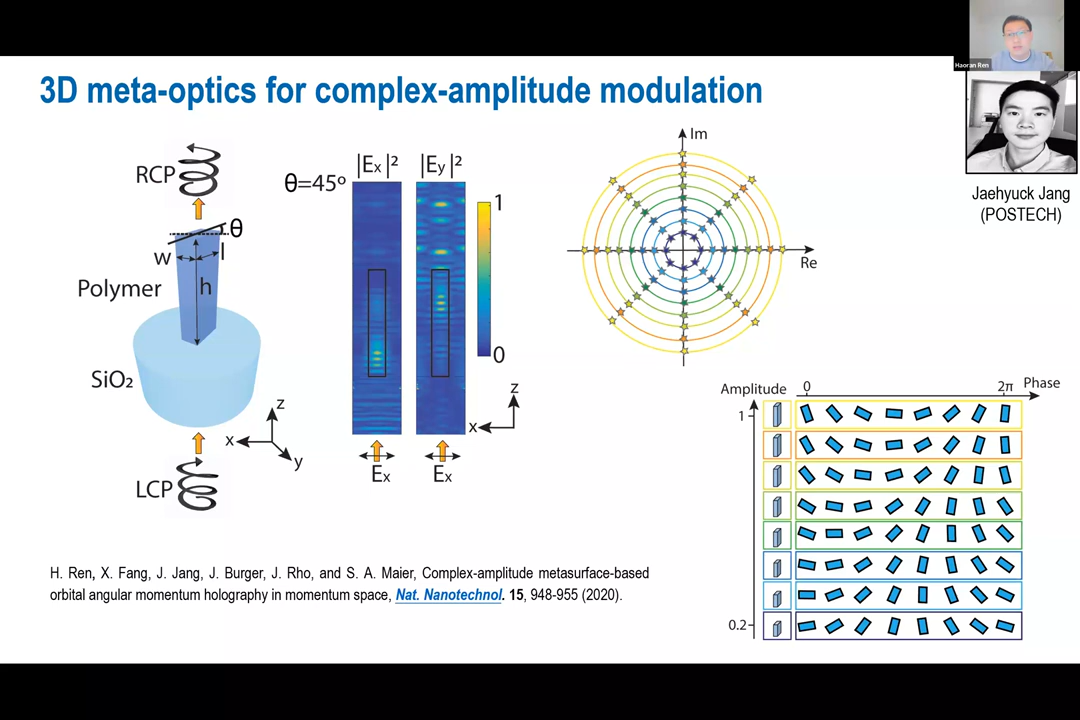 3D meta-optics for complex-amplitude modulation
Haoran Ren
Jaehyuck Jang
(POSTECH)
RCP
θ
w
l
h
Polymer
SiO₂
x
z
y
LCP
θ=45º
|Eₓ|²
|Eᵧ|²
1
0
z
x
Eₓ
Eₓ
Im
Re
Amplitude
0
2π
Phase
1
0.2
H. Ren, X. Fang, J. Jang, J. Burger, J. Rho, and S. A. Maier, Complex-amplitude metasurface-based
orbital angular momentum holography in momentum space, Nat. Nanotechnol. 15, 948-955 (2020).